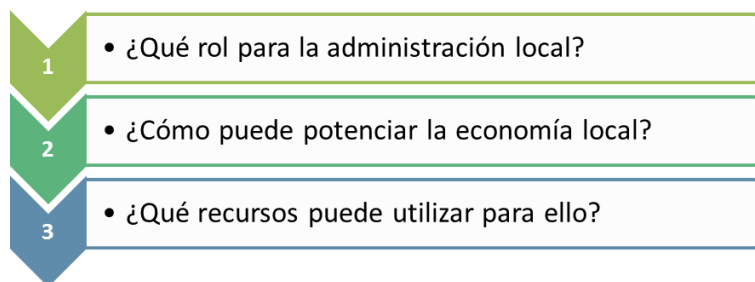 1
• ¿Qué rol para la administración local?
2
• ¿Cómo puede potenciar la economía local?
3
• ¿Qué recursos puede utilizar para ello?